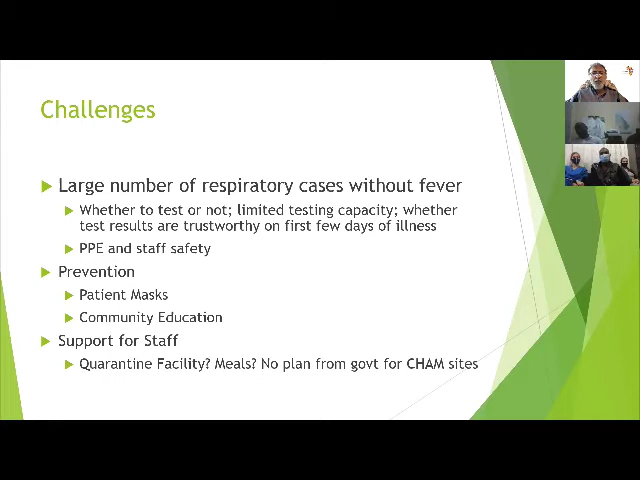 Challenges
Large number of respiratory cases without fever
Whether to test or not; limited testing capacity; whether
test results are trustworthy on first few days of illness
PPE and staff safety
Prevention
Patient Masks
Community Education
Support for Staff
Quarantine Facility? Meals? No plan from govt for CHAM sites